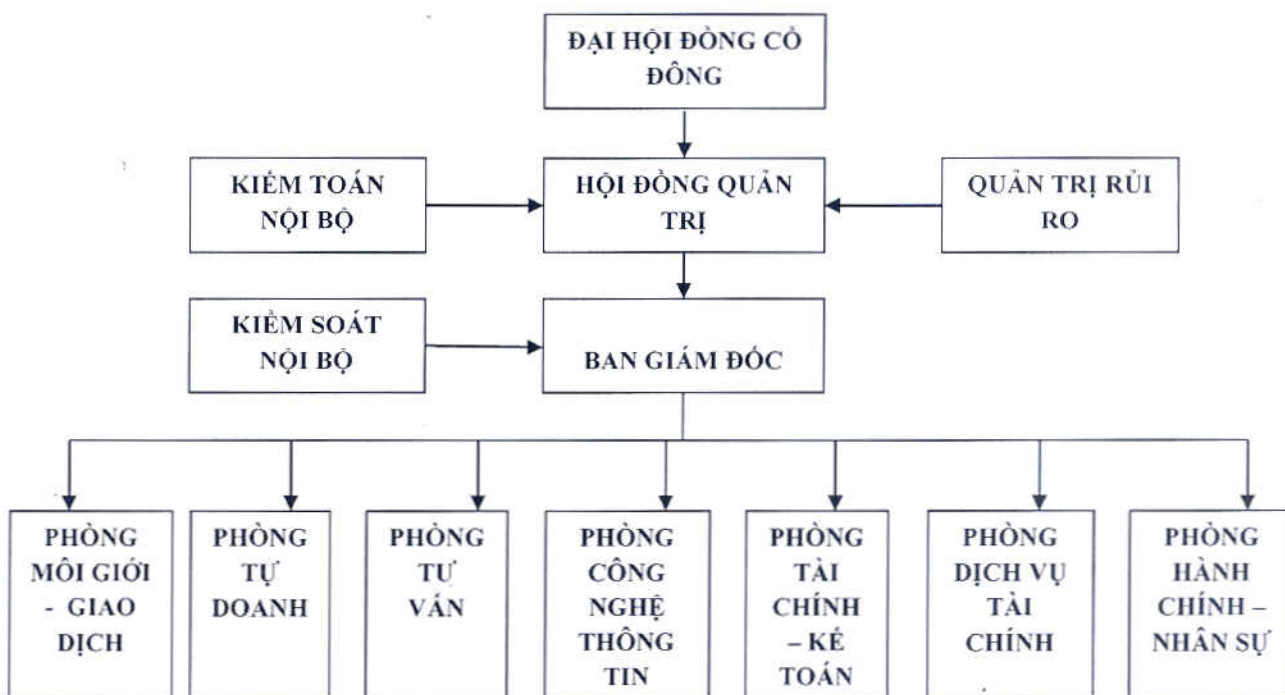 ĐẠI HỘI ĐỒNG CỔ
ĐÔNG
KIỂM TOÁN
NỘI BỘ
HỘI ĐỒNG QUẢN
TRỊ
QUẢN TRỊ RỦI
RO
KIỂM SOÁT
NỘI BỘ
BAN GIÁM ĐỐC
PHÒNG
MÔI GIỚI
- GIAO
DỊCH
PHÒNG
TỰ
DOANH
PHÒNG
TƯ
VẤN
PHÒNG
CÔNG
NGHỆ
THÔNG
TIN
PHÒNG
TÀI
CHÍNH
– KẾ
TOÁN
PHÒNG
DỊCH VỤ
TÀI
CHÍNH
PHÒNG
HÀNH
CHÍNH –
NHÂN SỰ